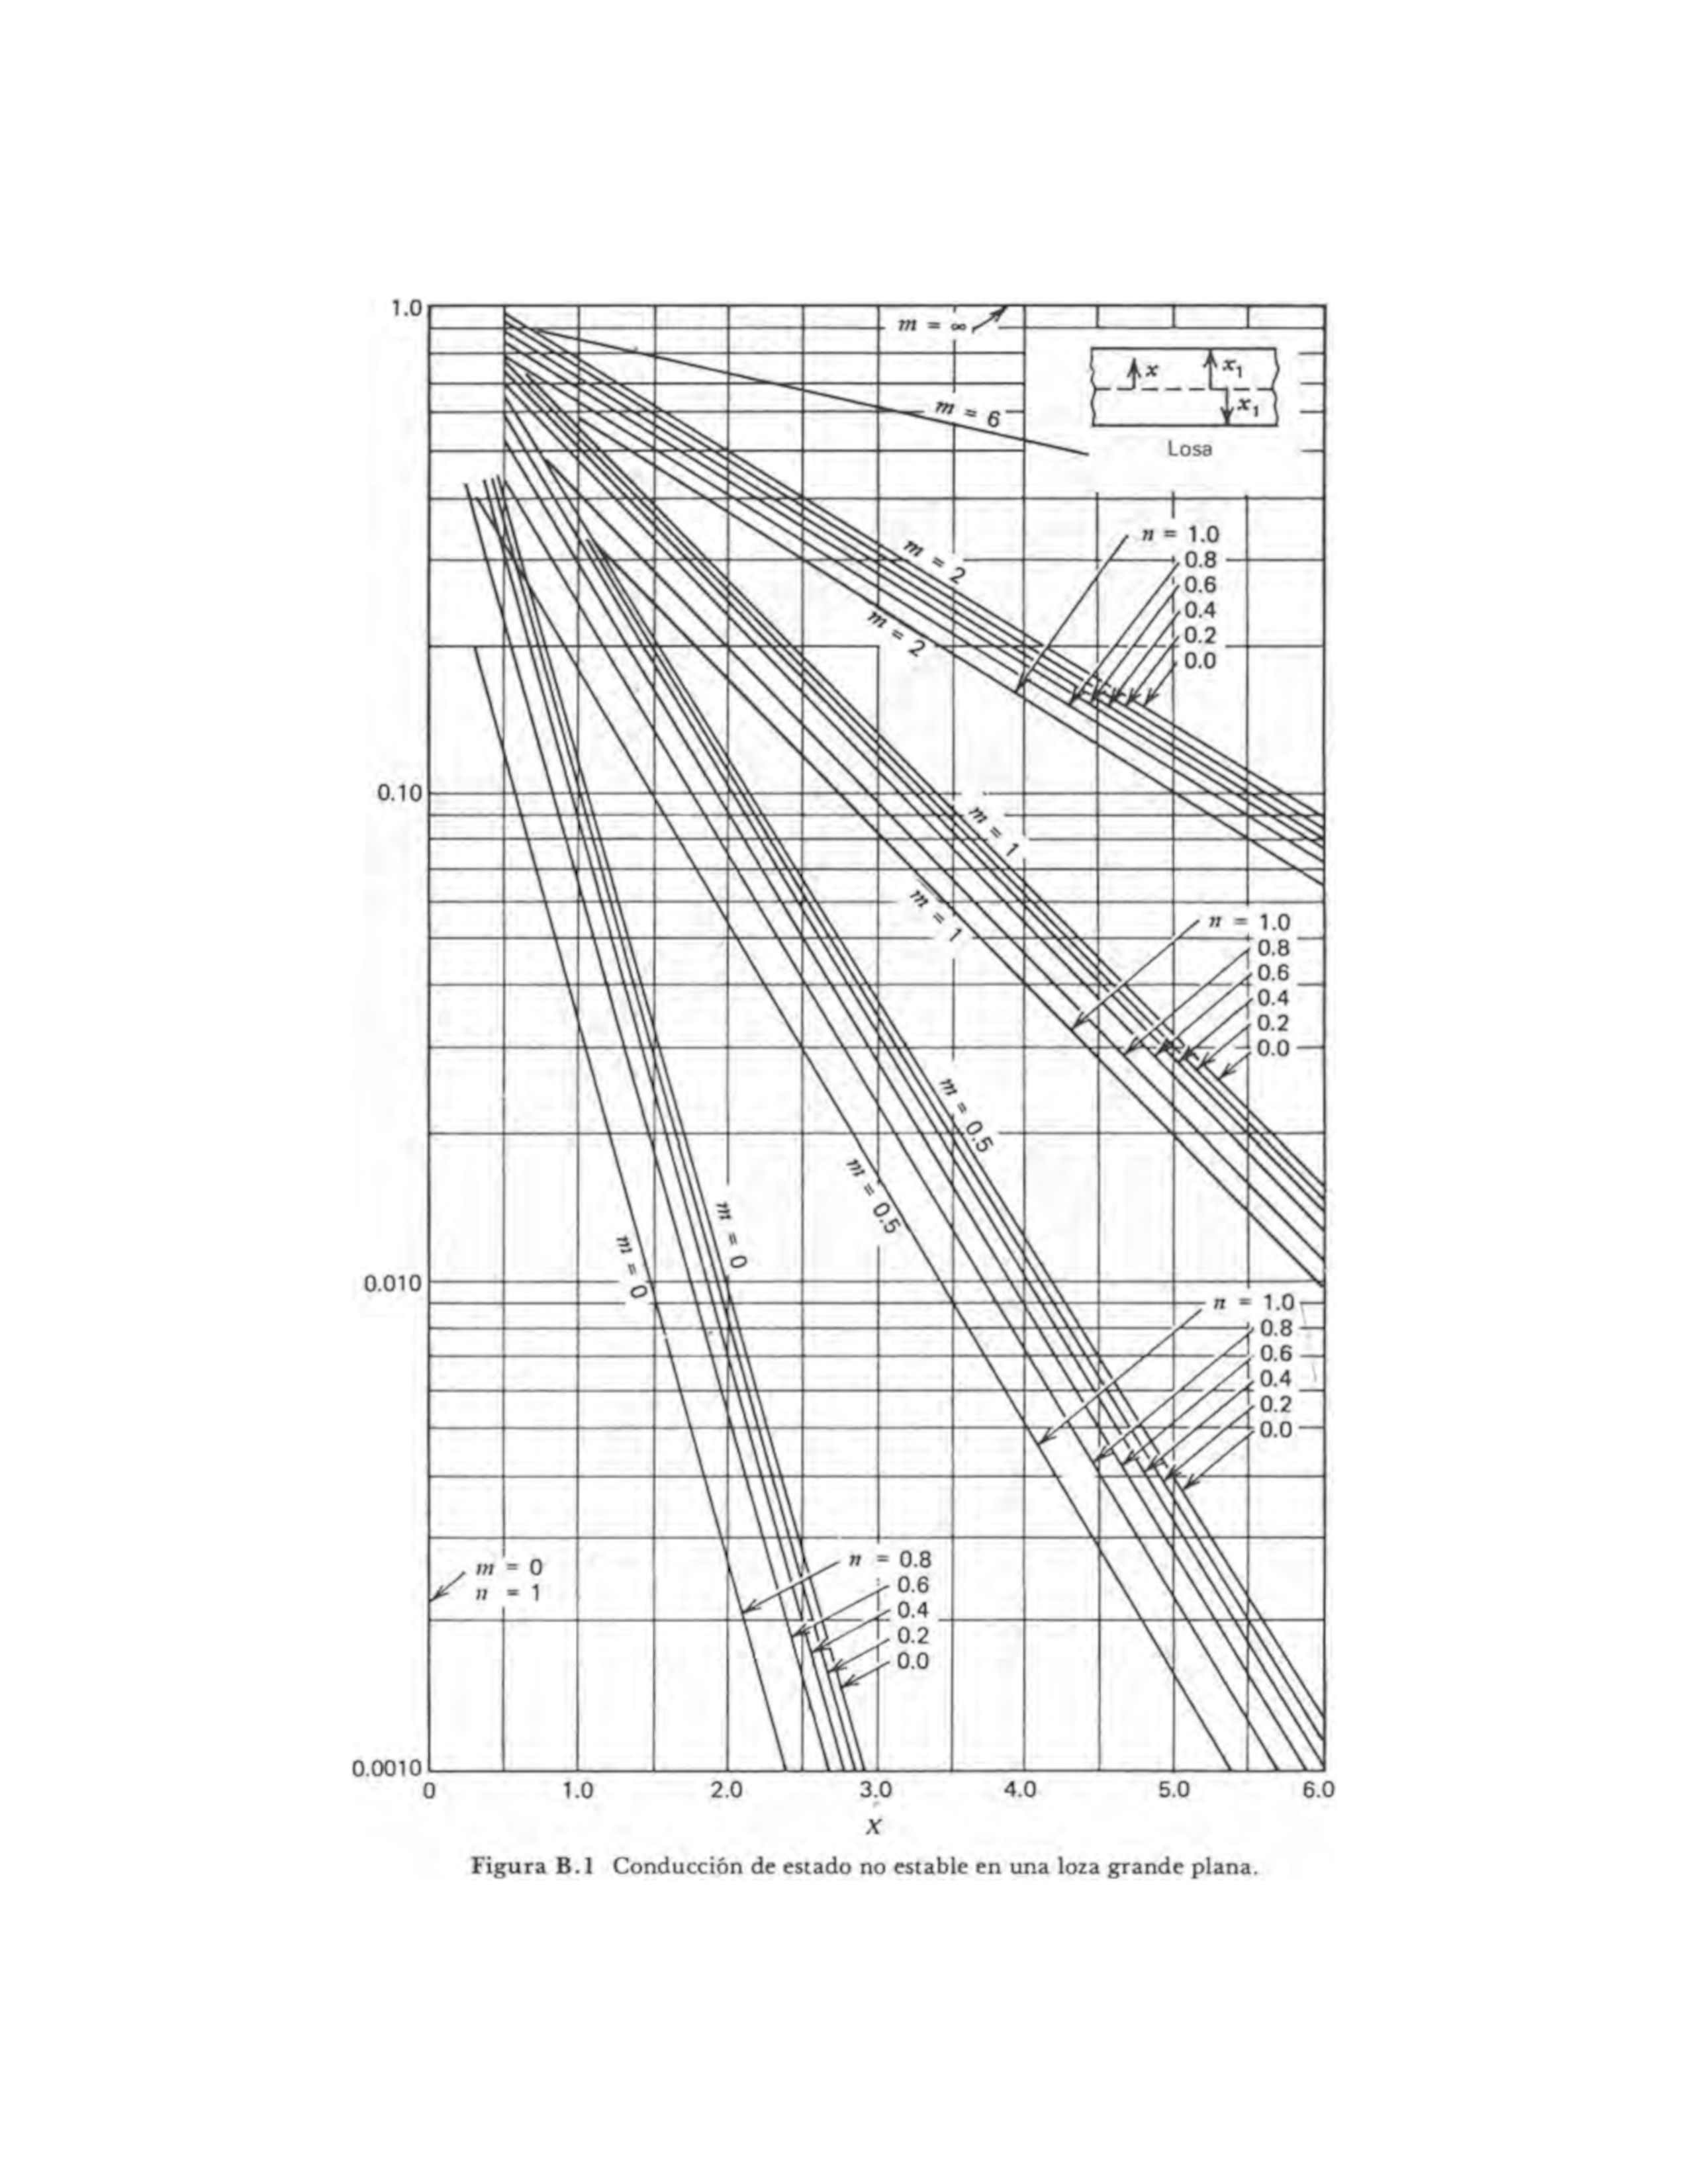 1.0
m = ∞
x
x₁
x₁
m = 6
Losa
m = 2
n = 1.0
0.8
0.6
0.4
0.2
0.0
m = 2
0.10
m = 1
m = 1
n = 1.0
0.8
0.6
0.4
0.2
0.0
m = 0.5
m = 0.5
m = 0
m = 0
0.010
n = 1.0
0.8
0.6
0.4
0.2
0.0
m = 0
n = 1
n = 0.8
0.6
0.4
0.2
0.0
0.0010
0 1.0 2.0 3.0 4.0 5.0 6.0
X
Figura B.1 Conducción de estado no estable en una loza grande plana.